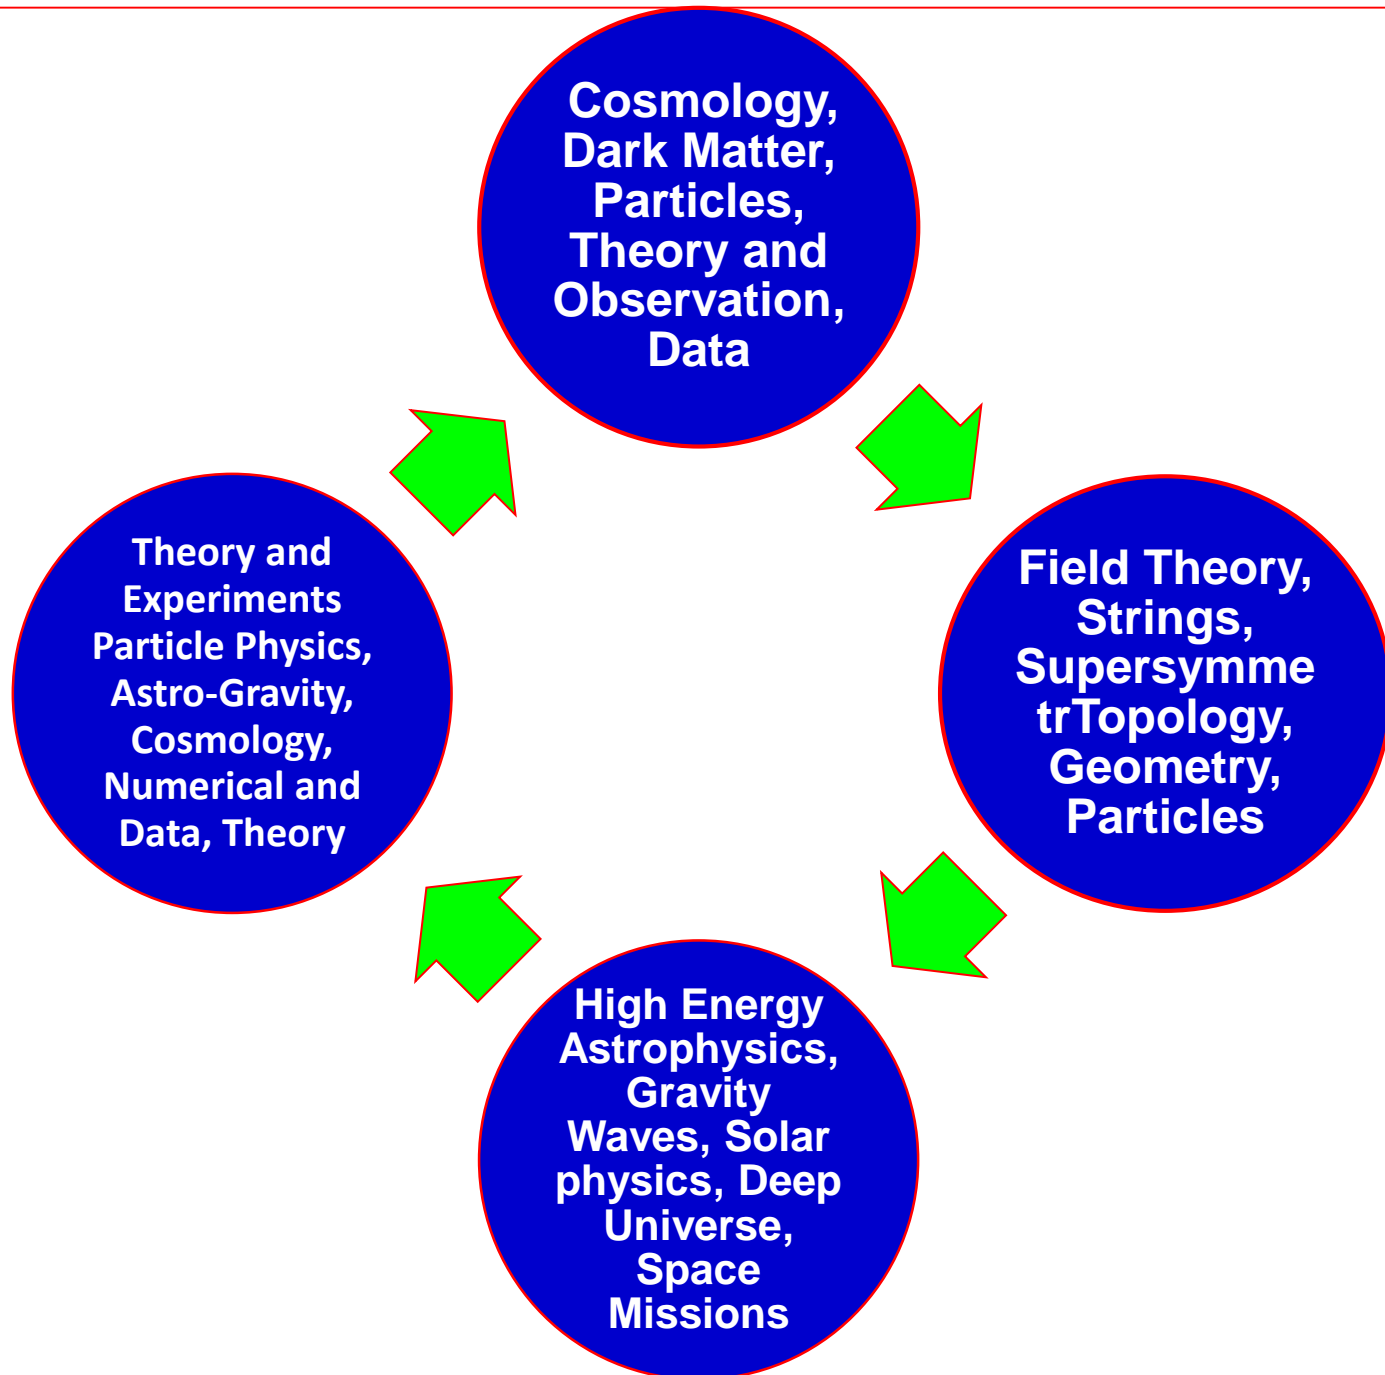 Cosmology,
Dark Matter,
Particles,
Theory and
Observation,
Data
Field Theory,
Strings,
Supersymme
trTopology,
Geometry,
Particles
High Energy
Astrophysics,
Gravity
Waves, Solar
physics, Deep
Universe,
Space
Missions
Theory and
Experiments
Particle Physics,
Astro-Gravity,
Cosmology,
Numerical and
Data, Theory